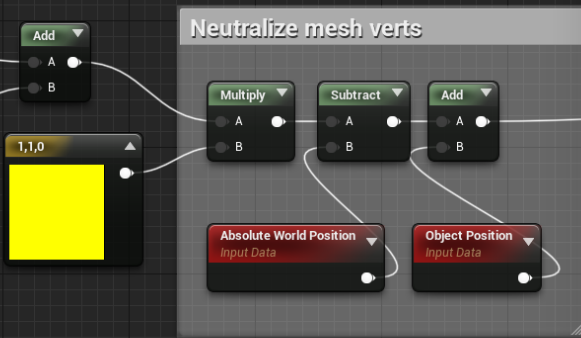 Neutralize mesh verts
Add
A
B
1,1,0
Multiply
A
B
Subtract
A
B
Add
A
B
Absolute World Position
Input Data
Object Position
Input Data